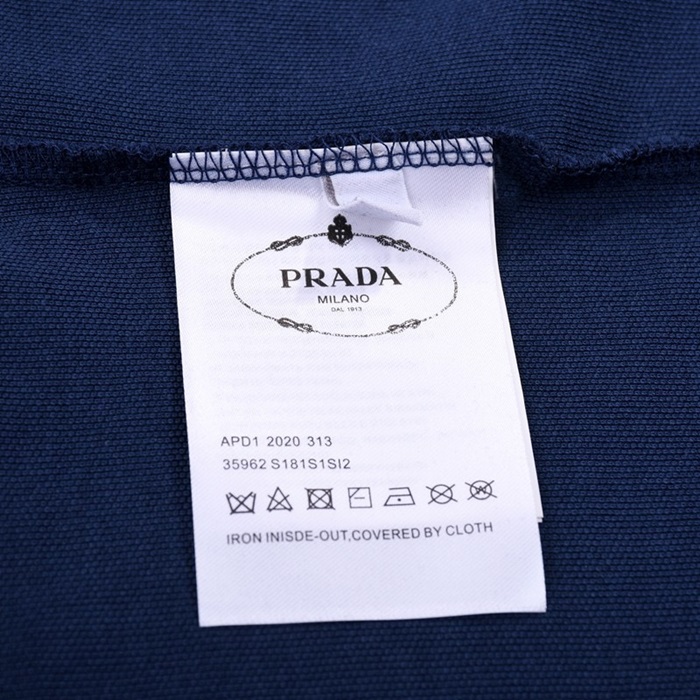 PRADA
MILANO
DAL 1913
APD1 2020 313
35962 S181S1SI2
IRON INISDE-OUT,COVERED BY CLOTH